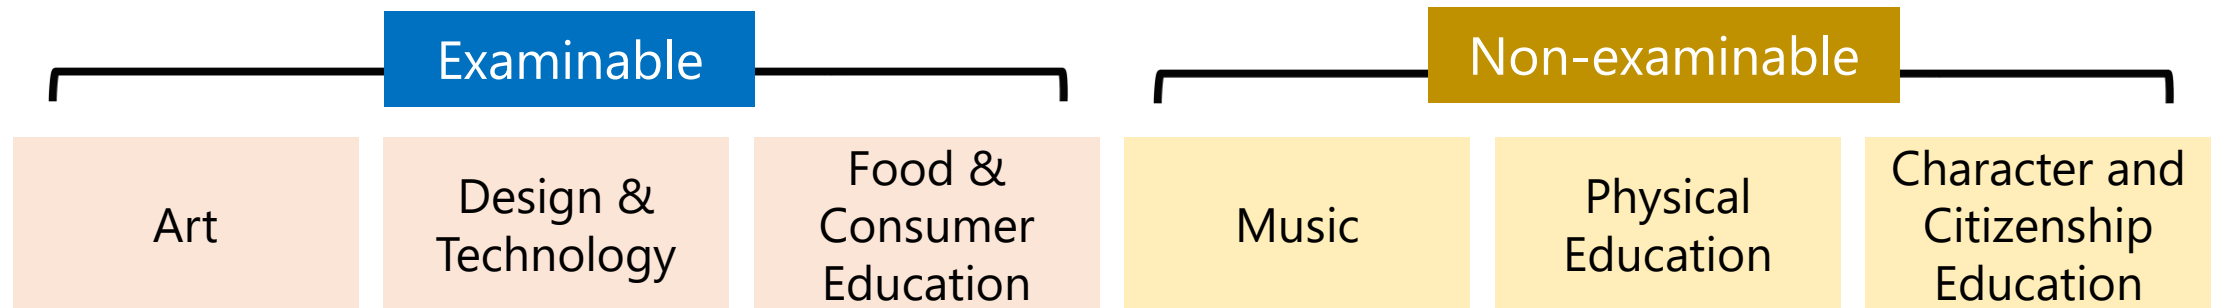 Examinable
Non-examinable
Art
Design &
Technology
Food &
Consumer
Education
Music
Physical
Education
Character and
Citizenship
Education